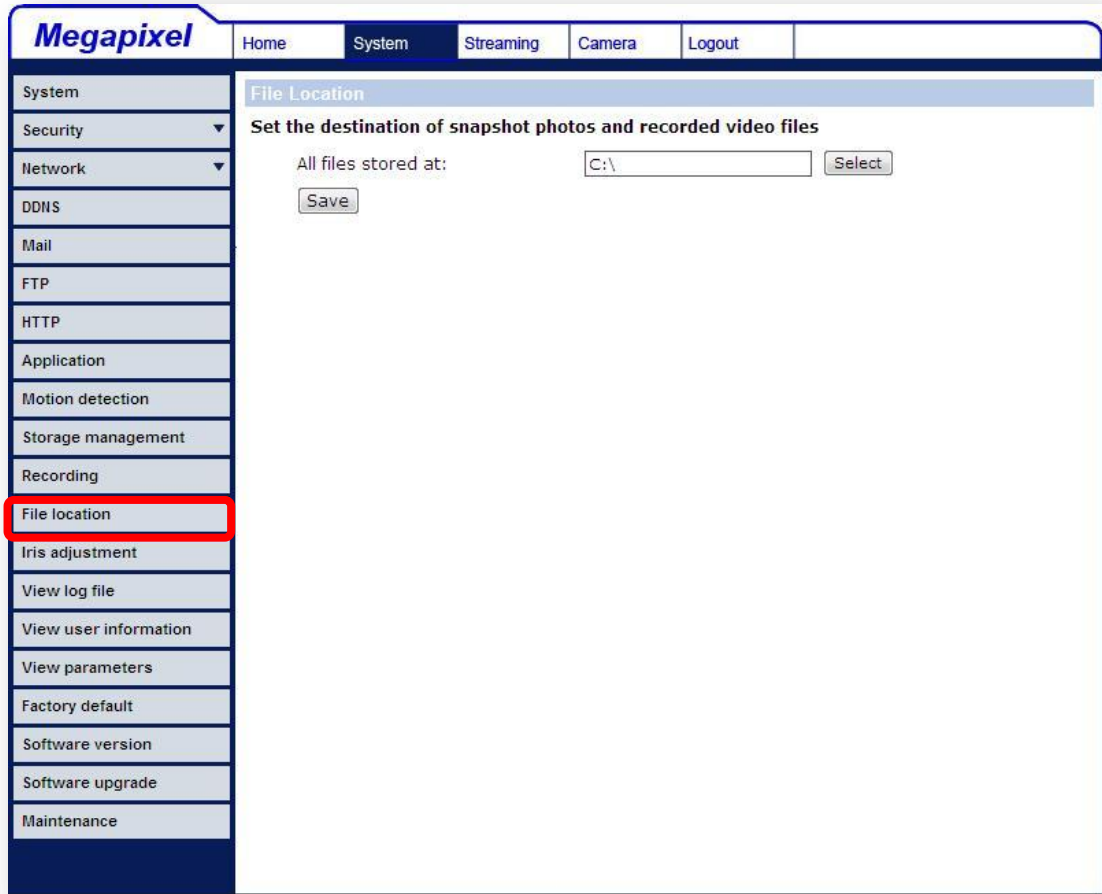 Megapixel
Home System Streaming Camera Logout
System
Security
Network
DDNS
Mail
FTP
HTTP
Application
Motion detection
Storage management
Recording
File location
Iris adjustment
View log file
View user information
View parameters
Factory default
Software version
Software upgrade
Maintenance
File Location
Set the destination of snapshot photos and recorded video files
All files stored at: C:\ Select
Save